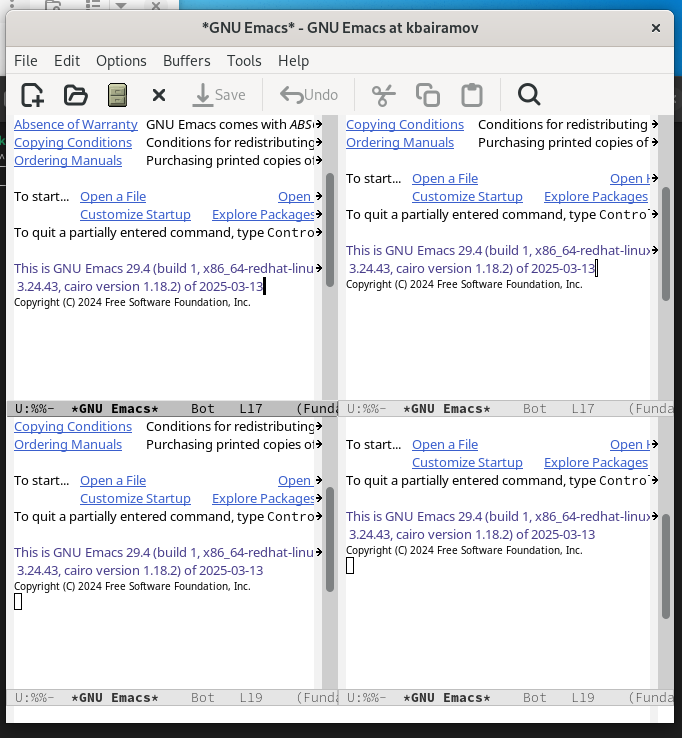 *GNU Emacs* - GNU Emacs at kbairamov
File Edit Options Buffers Tools Help
Save Undo
Absence of Warranty GNU Emacs comes with ABS
Copying Conditions Conditions for redistributing
Ordering Manuals Purchasing printed copies of
To start... Open a File Open
Customize Startup Explore Packages
To quit a partially entered command, type Contro
This is GNU Emacs 29.4 (build 1, x86_64-redhat-linu
3.24.43, cairo version 1.18.2) of 2025-03-13
Copyright (C) 2024 Free Software Foundation, Inc.
U:%%- *GNU Emacs* Bot L17 (Funda
Copying Conditions Conditions for redistributing
Ordering Manuals Purchasing printed copies of
To start... Open a File Open H
Customize Startup Explore Packages
To quit a partially entered command, type Contro
This is GNU Emacs 29.4 (build 1, x86_64-redhat-linux
3.24.43, cairo version 1.18.2) of 2025-03-13
Copyright (C) 2024 Free Software Foundation, Inc.
U:%%- *GNU Emacs* Bot L17 (Funda
Copying Conditions Conditions for redistributing
Ordering Manuals Purchasing printed copies of
To start... Open a File Open
Customize Startup Explore Packages
To quit a partially entered command, type Contro
This is GNU Emacs 29.4 (build 1, x86_64-redhat-linu
3.24.43, cairo version 1.18.2) of 2025-03-13
Copyright (C) 2024 Free Software Foundation, Inc.
U:%%- *GNU Emacs* Bot L19 (Funda
To start... Open a File Open H
Customize Startup Explore Packages
To quit a partially entered command, type Contro
This is GNU Emacs 29.4 (build 1, x86_64-redhat-linux
3.24.43, cairo version 1.18.2) of 2025-03-13
Copyright (C) 2024 Free Software Foundation, Inc.
U:%%- *GNU Emacs* Bot L19 (Funda